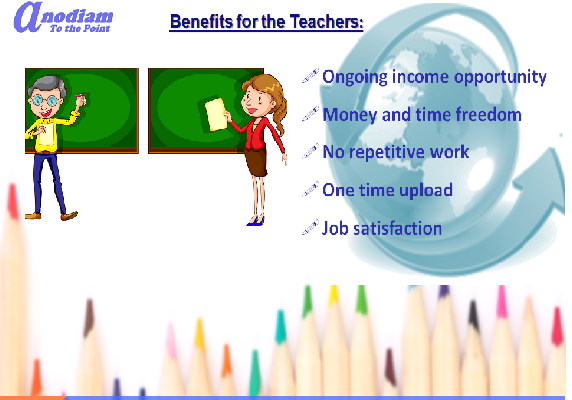 anodiam
To the Point
Benefits for the Teachers:
Ongoing income opportunity
Money and time freedom
No repetitive work
One time upload
Job satisfaction